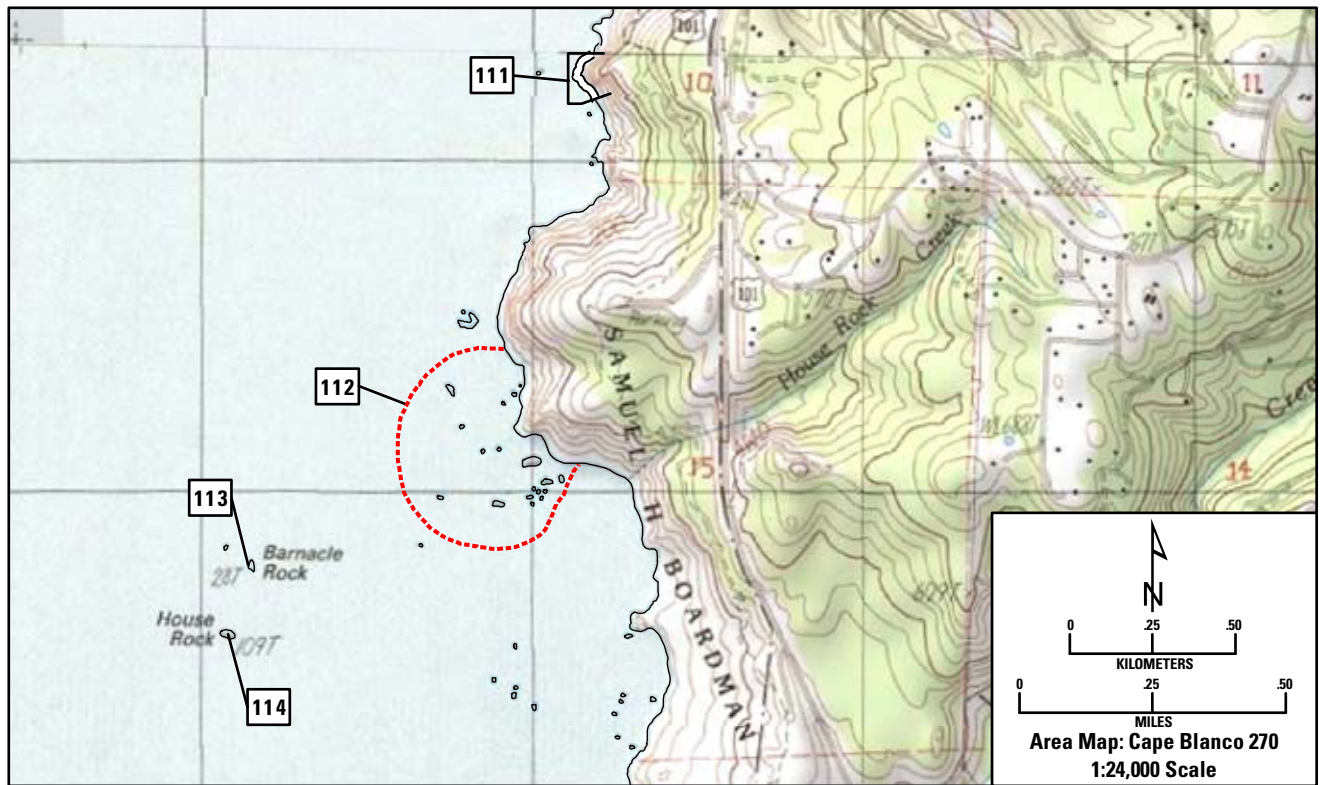 101
111
10
11
101
House Rock Creek
112
SAMUEL
15
14
113
Barnacle
Rock
28T
H BOARDMAN
629T
House
Rock
109T
114
N
0 .25 .50
KILOMETERS
0 .25 .50
MILES
Area Map: Cape Blanco 270
1:24,000 Scale